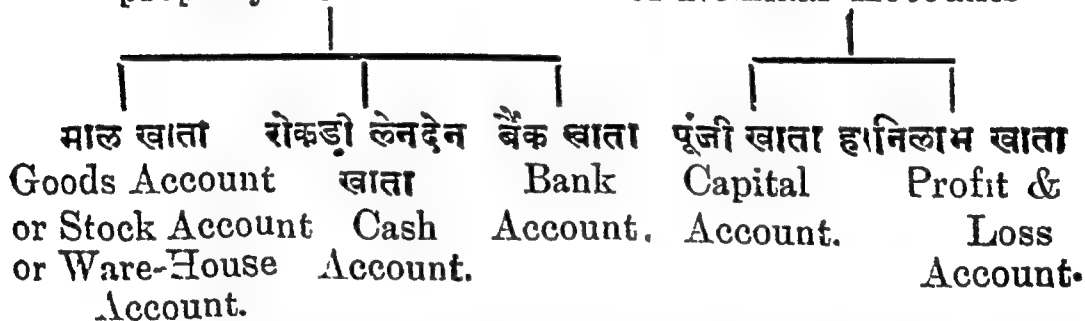 माल खाता रोकड़ी लेनदेन बैंक खाता पूंजी खाता हानिलाभ खाता
Goods Account खाता Bank Capital Profit &
or Stock Account Cash Account. Account. Loss
or Ware-House Account. Account.
Account.